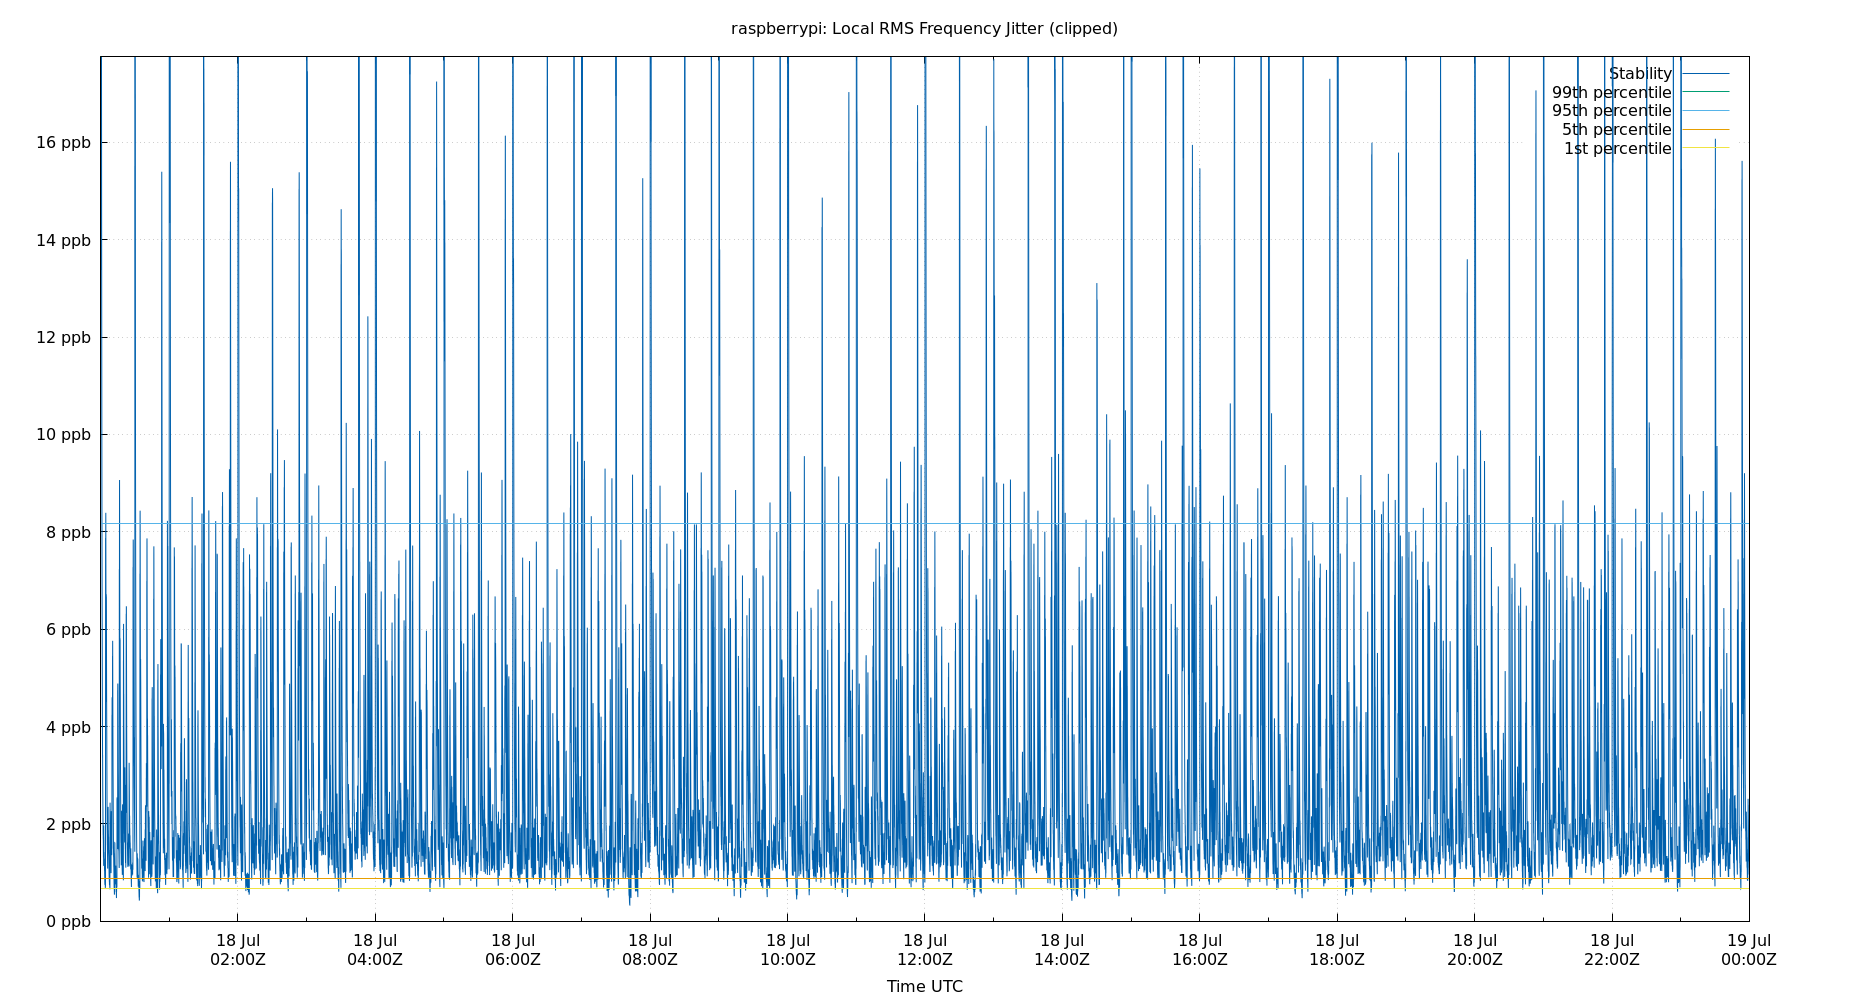 raspberrypi: Local RMS Frequency Jitter (clipped)
Stability
99th percentile
95th percentile
5th percentile
1st percentile
16 ppb
14 ppb
12 ppb
10 ppb
8 ppb
6 ppb
4 ppb
2 ppb
0 ppb
18 Jul 18 Jul 18 Jul 18 Jul 18 Jul 18 Jul 18 Jul 18 Jul 18 Jul 18 Jul 18 Jul 19 Jul
02:00Z 04:00Z 06:00Z 08:00Z 10:00Z 12:00Z 14:00Z 16:00Z 18:00Z 20:00Z 22:00Z 00:00Z
Time UTC